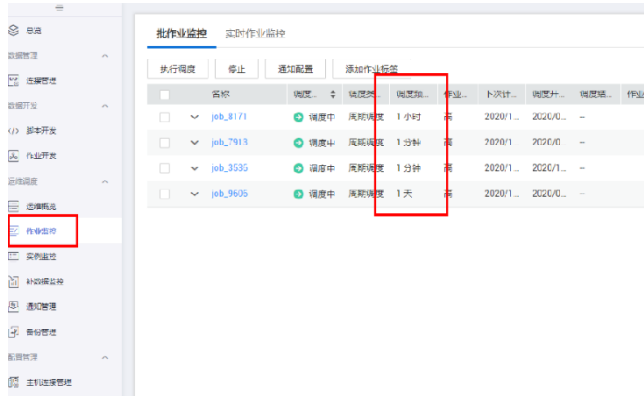 总览
数据管理
连接管理
数据开发
脚本开发
作业开发
运维调度
运维概览
作业监控
实例监控
补数据监控
通知管理
备份管理
配置管理
主机连接管理
批作业监控 实时作业监控
执行调度 停止 通知配置 添加作业标签
名称 调度... 调度类... 调度频... 作业... 下次计... 调度开... 调度结... 作业
job_8171 调度中 周期调度 1 小时 高 2020/1... 2020/0... --
job_7913 调度中 周期调度 1 分钟 高 2020/1... 2020/0... --
job_3535 调度中 周期调度 1 分钟 高 2020/1... 2020/1... --
job_9606 调度中 周期调度 1 天 高 2020/1... 2020/0... --